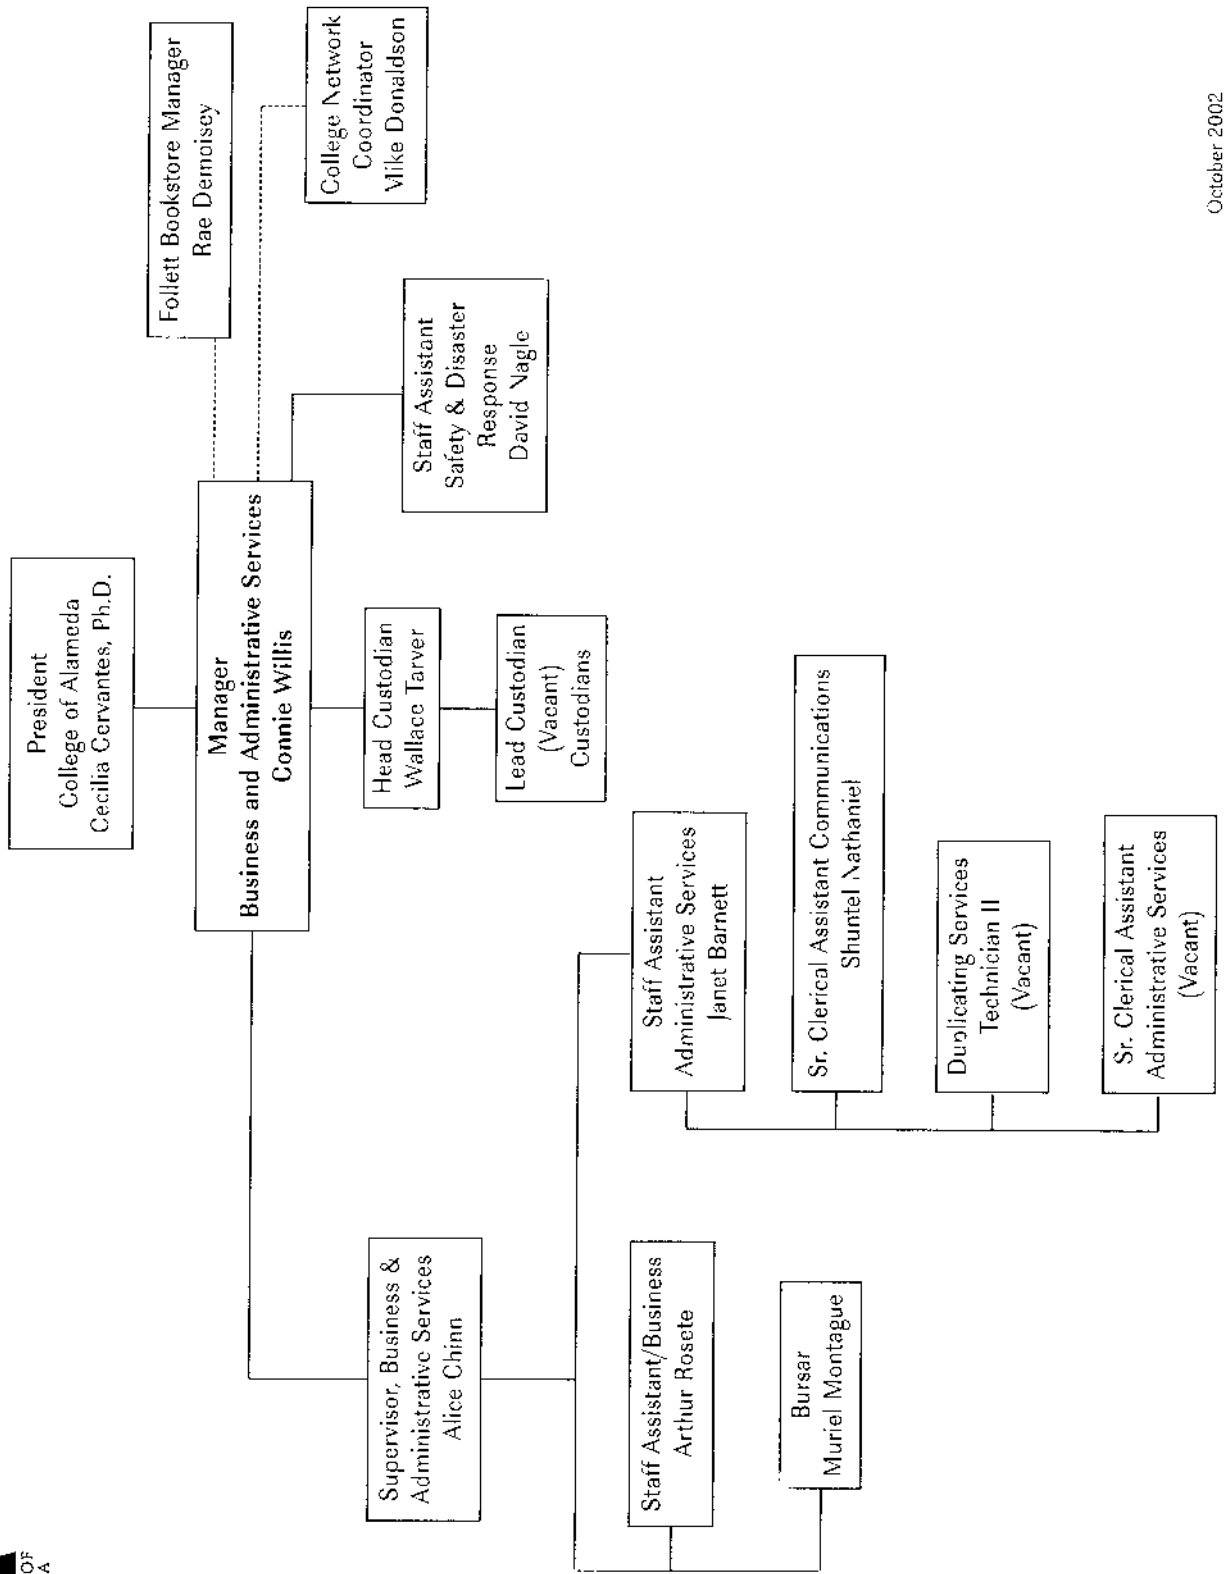 OF
A
President
College of Alameda
Cecilia Cervantes, Ph.D.
Follett Bookstore Manager
Rae Demoisey
Manager
Business and Administrative Services
Connie Willis
College Network
Coordinator
Mike Donaldson
Supervisor, Business &
Administrative Services
Alice Chinn
Head Custodian
Wallace Tarver
Staff Assistant
Safety & Disaster
Response
David Nagle
Lead Custodian
(Vacant)
Custodians
Staff Assistant/Business
Arthur Rosete
Staff Assistant
Administrative Services
Janet Barnett
Bursar
Muriel Montague
Sr. Clerical Assistant Communications
Shuntel Nathaniel
Duplicating Services
Technician II
(Vacant)
Sr. Clerical Assistant
Administrative Services
(Vacant)
October 2002